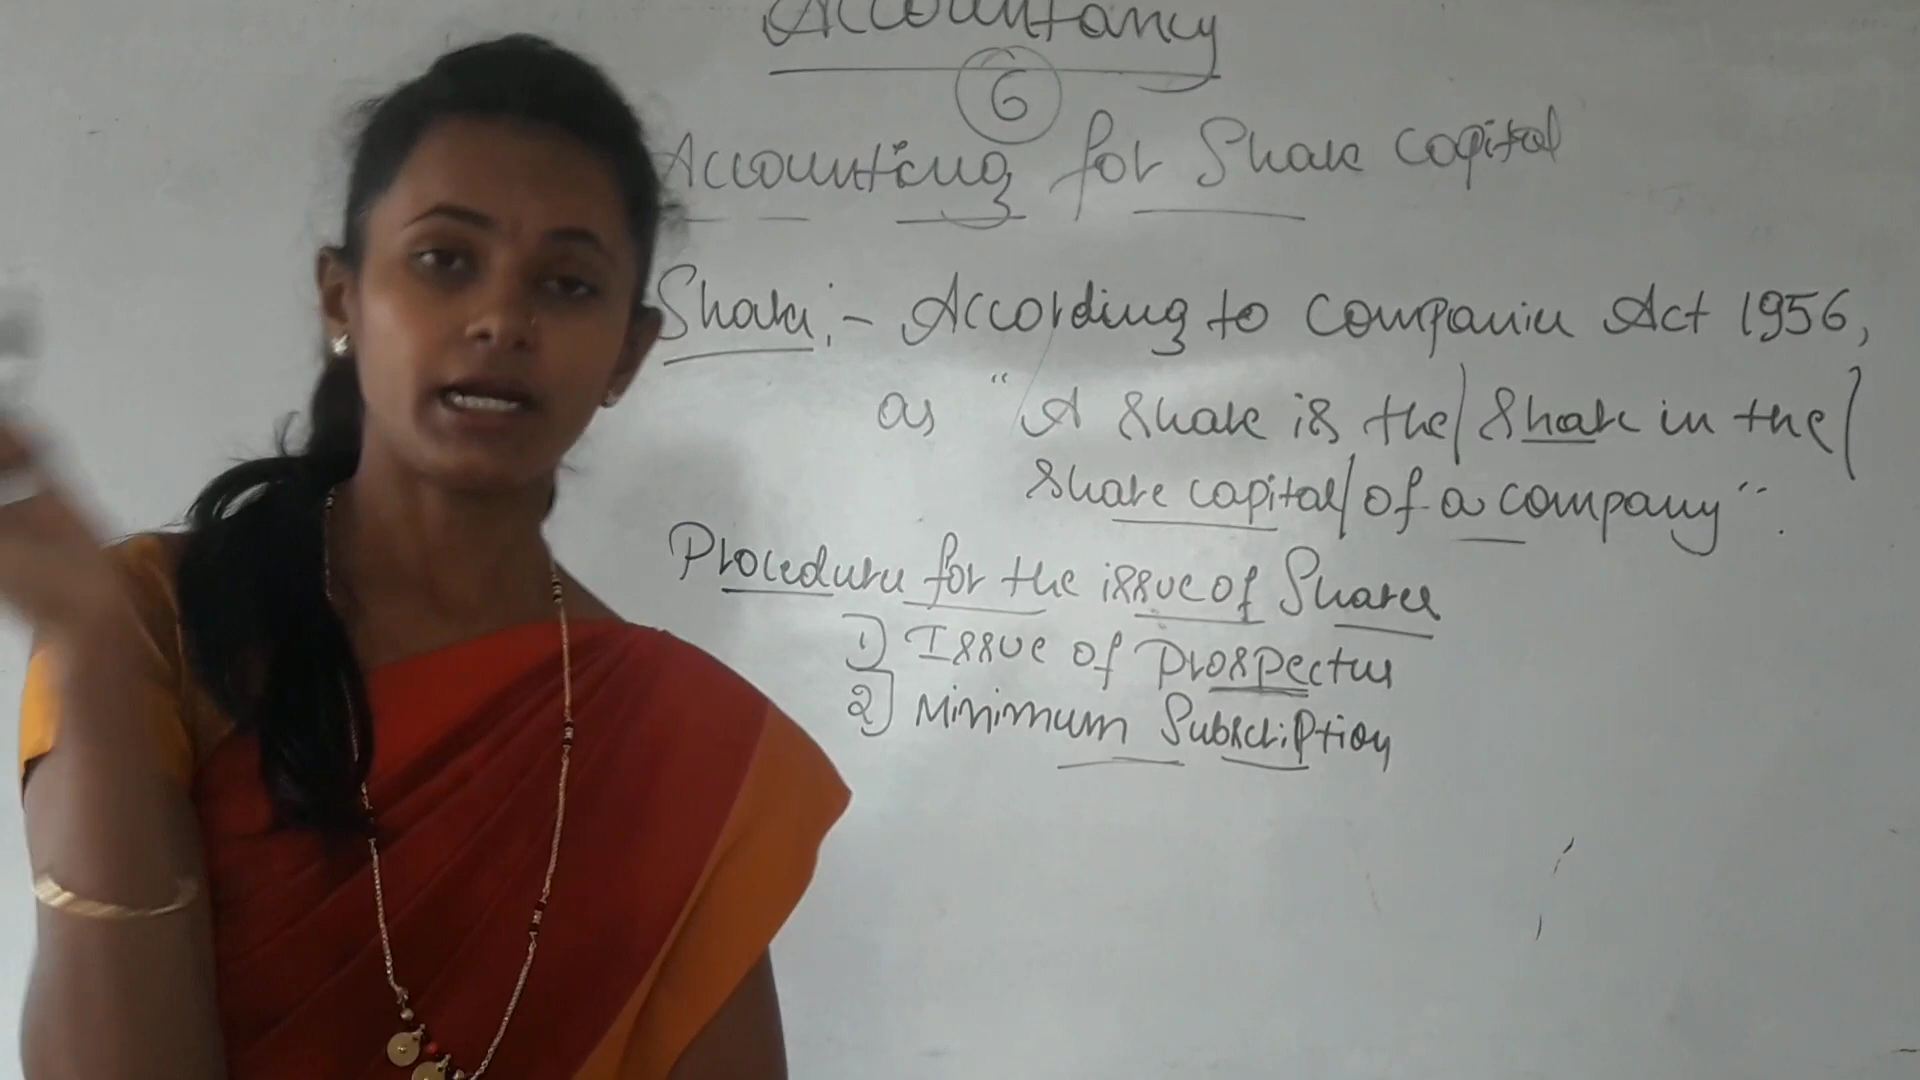 Accountancy
6
Accounting for Share capital
Share:- According to Companies Act 1956,
as "A share is the share in the
share capital of a company".
Procedure for the issue of Shares
1) Issue of Prospectus
2) Minimum Subscription